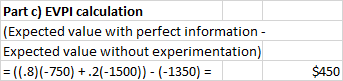 Part c) EVPI calculation
(Expected value with perfect information -
Expected value without experimentation)
= ((.8)(-750) + .2(-1500)) - (-1350) = $450